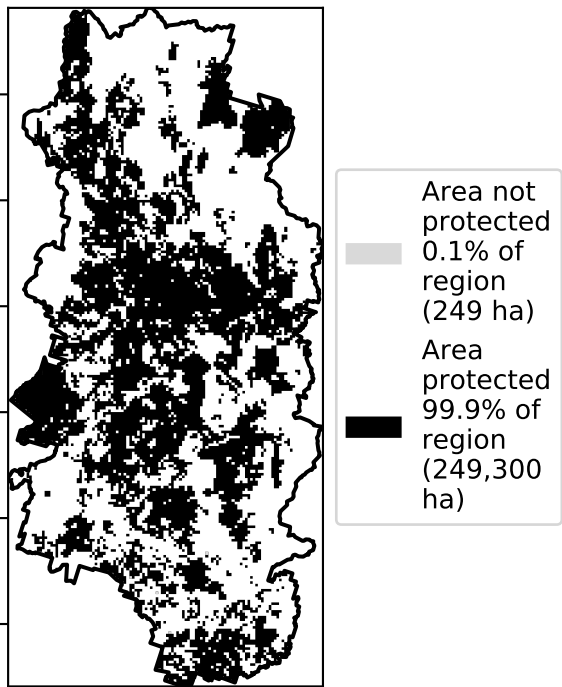 Area not
protected
0.1% of
region
(249 ha)
Area
protected
99.9% of
region
(249,300
ha)